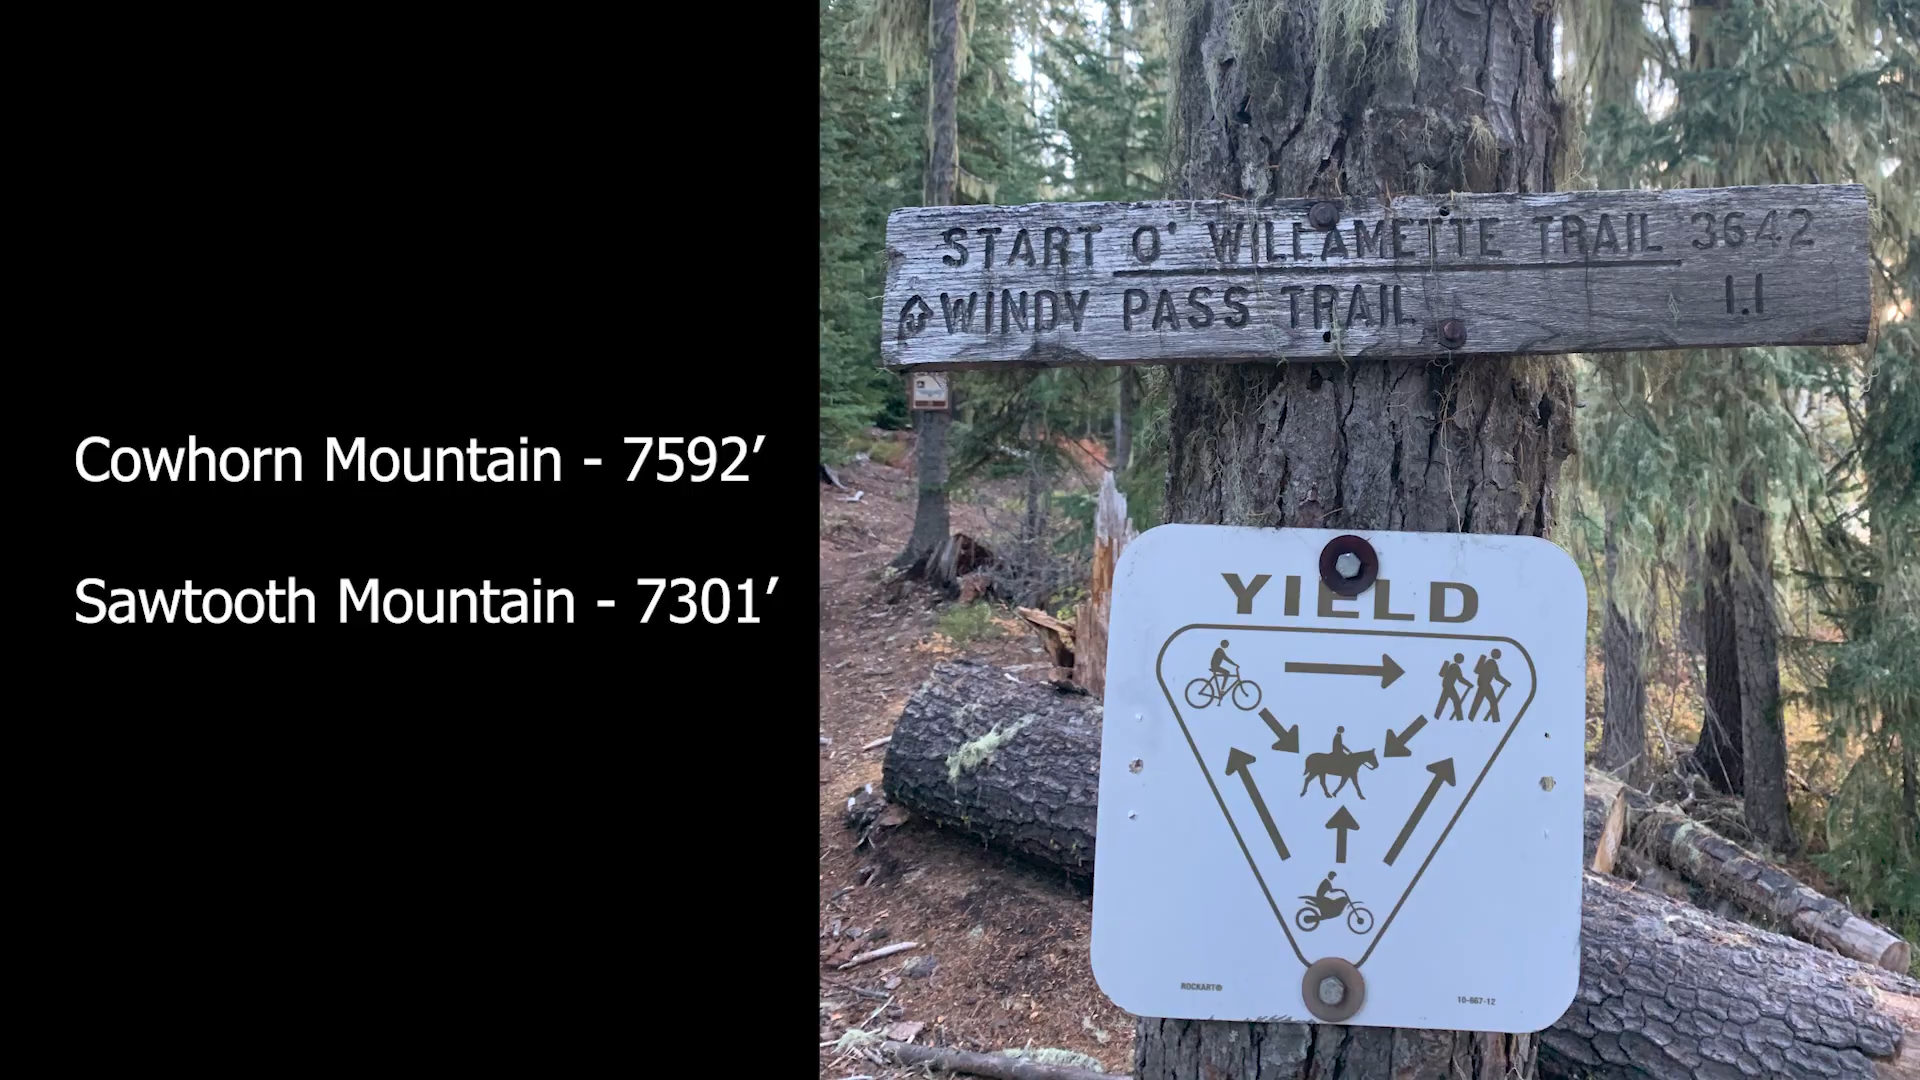 Cowhorn Mountain - 7592’
Sawtooth Mountain - 7301’
START O' WILLAMETTE TRAIL 3642
WINDY PASS TRAIL 1.1
YIELD
ROCKART®
10-667-12